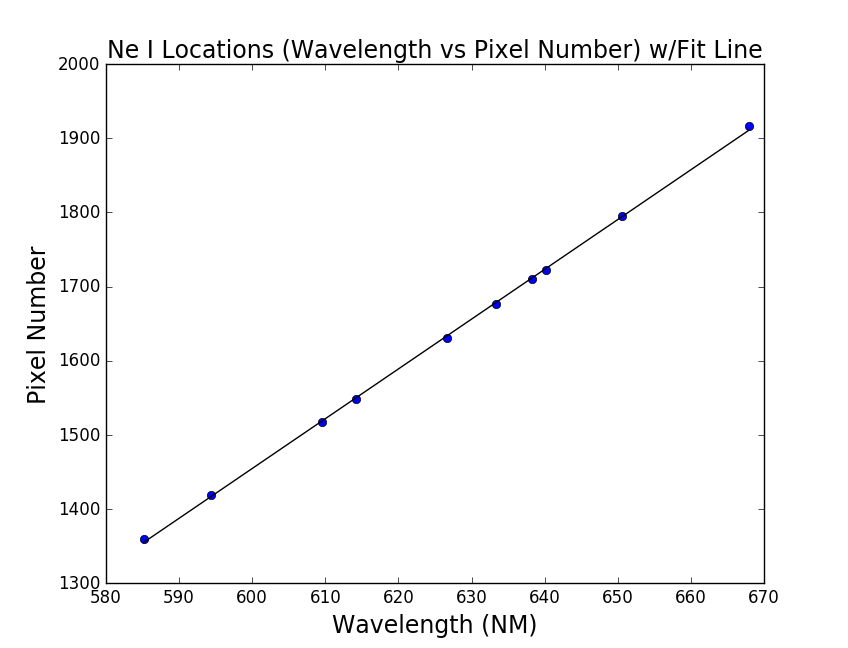 Ne I Locations (Wavelength vs Pixel Number) w/Fit Line
2000
1900
1800
1700
1600
1500
1400
1300
Pixel Number
580 590 600 610 620 630 640 650 660 670
Wavelength (NM)